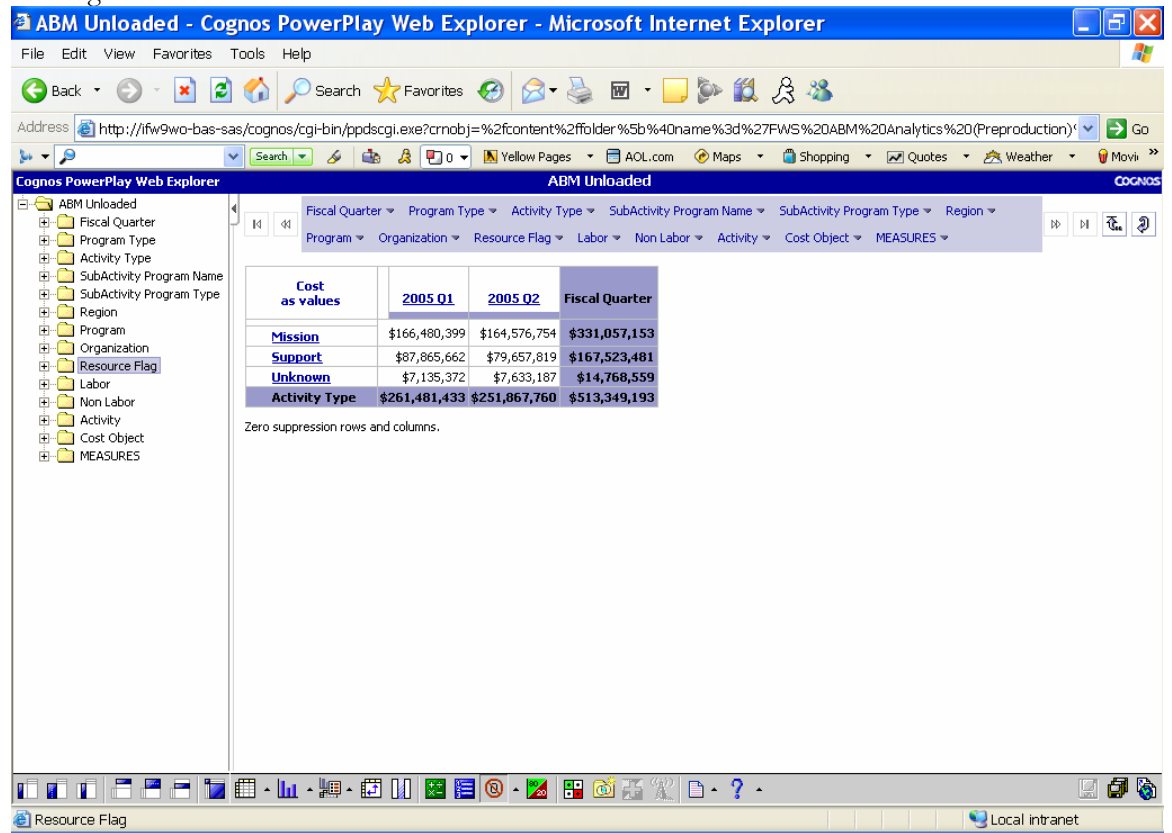 ABM Unloaded - Cognos PowerPlay Web Explorer - Microsoft Internet Explorer
File Edit View Favorites Tools Help
Back Search Favorites
Address http://ifw9wo-bas-sas/cognos/cgi-bin/ppdscgi.exe?crnobj=%2fcontent%2ffolder%5b%40name%3d%27FWS%20ABM%20Analytics%20(Preproduction)% Go
Search 0 Yellow Pages AOL.com Maps Shopping Quotes Weather Movi »
Cognos PowerPlay Web Explorer ABM Unloaded COGNOS
ABM Unloaded
Fiscal Quarter
Program Type
Activity Type
SubActivity Program Name
SubActivity Program Type
Region
Program
Organization
Resource Flag
Labor
Non Labor
Activity
Cost Object
MEASURES
Fiscal Quarter Program Type Activity Type SubActivity Program Name SubActivity Program Type Region
Program Organization Resource Flag Labor Non Labor Activity Cost Object MEASURES
Cost as values 2005 Q1 2005 Q2 Fiscal Quarter
Mission $166,480,399 $164,576,754 $331,057,153
Support $87,865,662 $79,657,819 $167,523,481
Unknown $7,135,372 $7,633,187 $14,768,559
Activity Type $261,481,433 $251,867,760 $513,349,193
Zero suppression rows and columns.
Resource Flag Local intranet